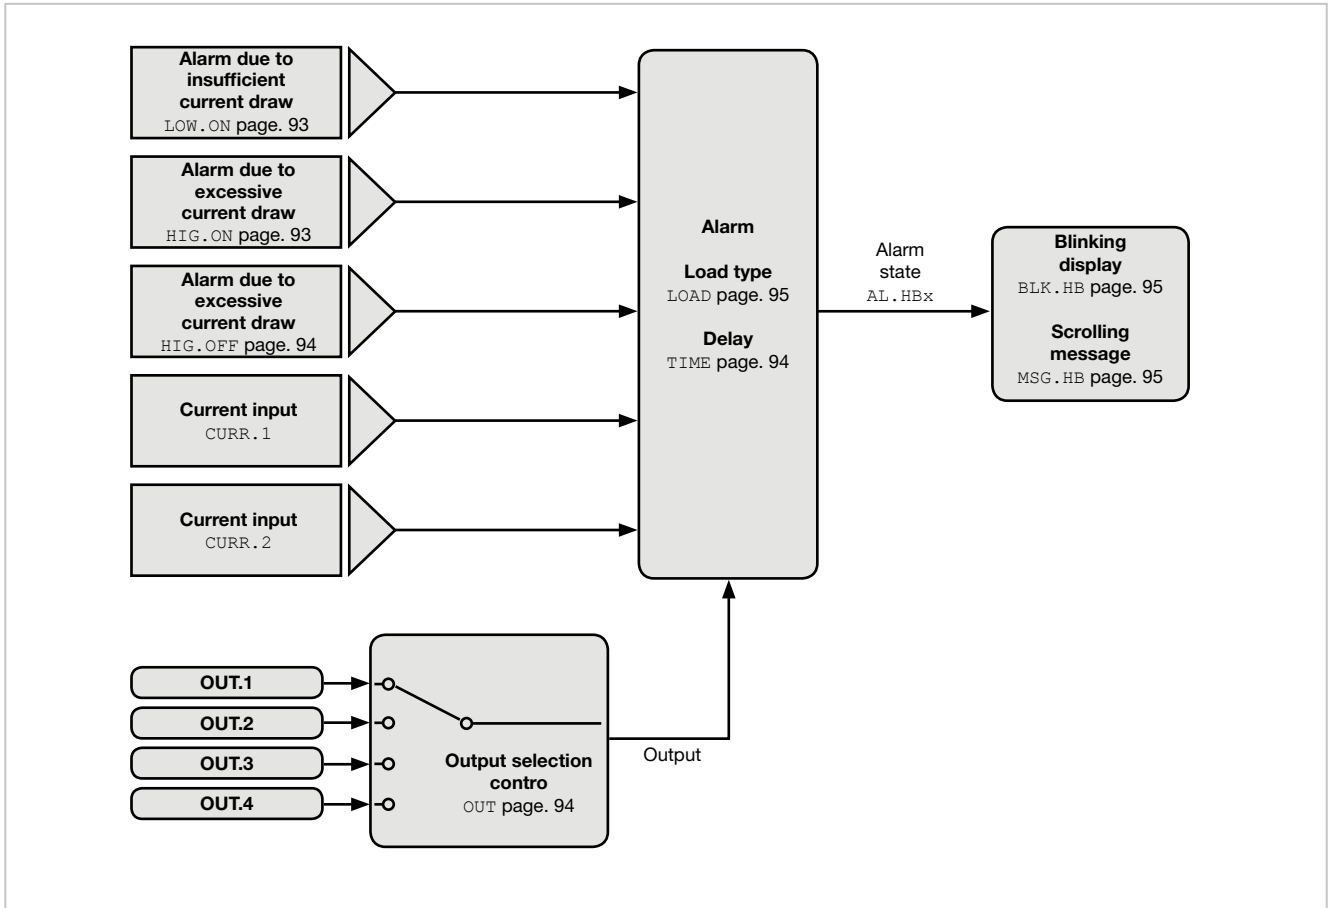 Alarm due to
insufficient
current draw
LOW.ON page. 93
Alarm due to
excessive
current draw
HIG.ON page. 93
Alarm due to
excessive
current draw
HIG.OFF page. 94
Current input
CURR.1
Current input
CURR.2
Alarm
Load type
LOAD page. 95
Delay
TIME page. 94
Alarm
state
AL.HBx
Blinking
display
BLK.HB page. 95
Scrolling
message
MSG.HB page. 95
OUT.1
OUT.2
OUT.3
OUT.4
Output selection
contro
OUT page. 94
Output